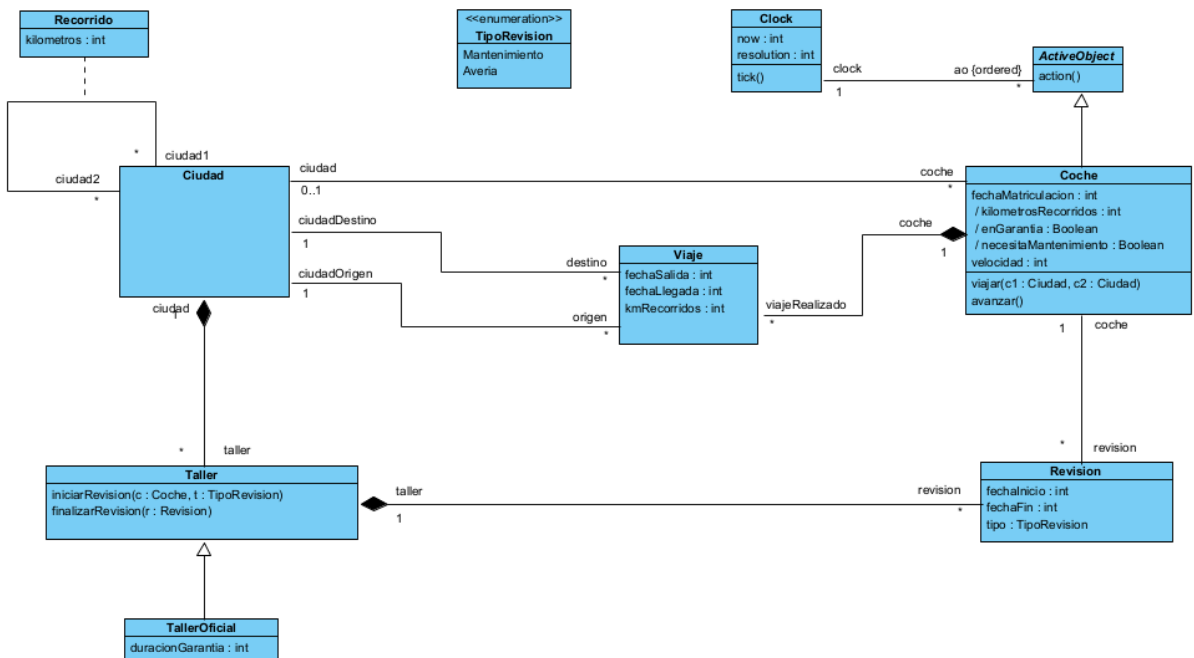 Recorrido
kilometros : int
<<enumeration>>
TipoRevision
Mantenimiento
Averia
Clock
now : int
resolution : int
tick()
clock
1
ao {ordered}
*
ActiveObject
action()
*
ciudad1
ciudad2
*
Ciudad
ciudad
0..1
coche
*
ciudadDestino
1
destino
*
ciudadOrigen
1
origen
*
Viaje
fechaSalida : int
fechaLlegada : int
kmRecorridos : int
coche
1
viajeRealizado
*
Coche
fechaMatriculacion : int
/ kilometrosRecorridos : int
/ enGarantia : Boolean
/ necesitaMantenimiento : Boolean
velocidad : int
viajar(c1 : Ciudad, c2 : Ciudad)
avanzar()
ciudad
1
*
taller
1
coche
*
revision
Taller
iniciarRevision(c : Coche, t : TipoRevision)
finalizarRevision(r : Revision)
taller
1
revision
*
Revision
fechaInicio : int
fechaFin : int
tipo : TipoRevision
TallerOficial
duracionGarantia : int